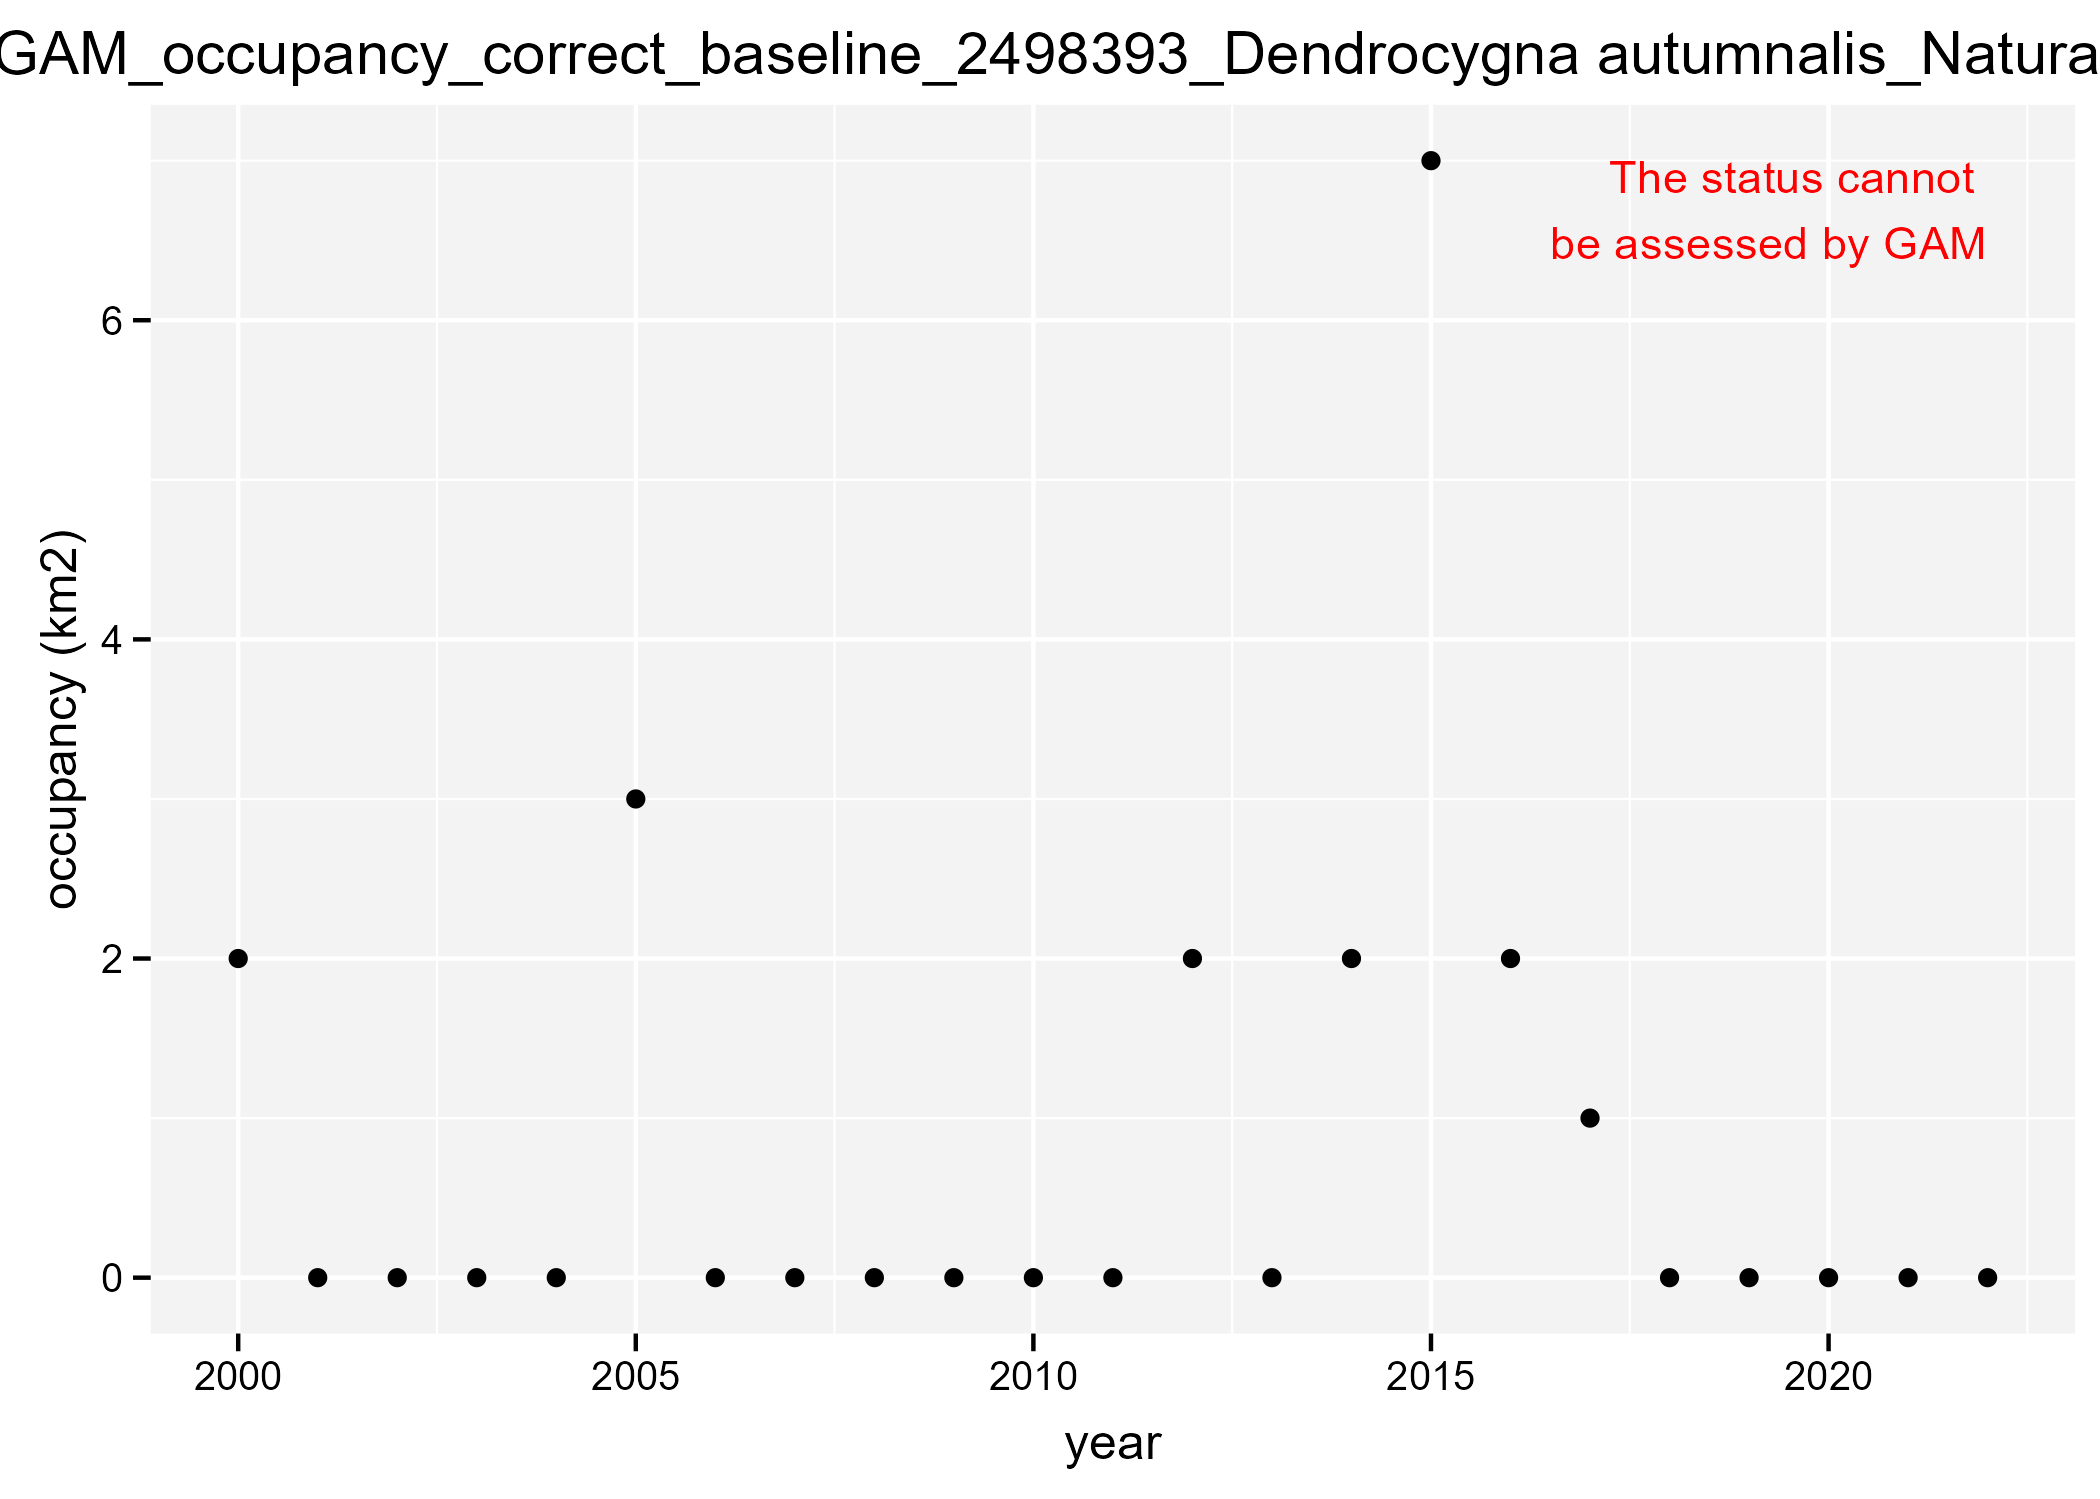 GAM_occupancy_correct_baseline_2498393_Dendrocygna autumnalis_Natura
The status cannot
be assessed by GAM
occupancy (km2)
6
4
2
0
2000 2005 2010 2015 2020
year